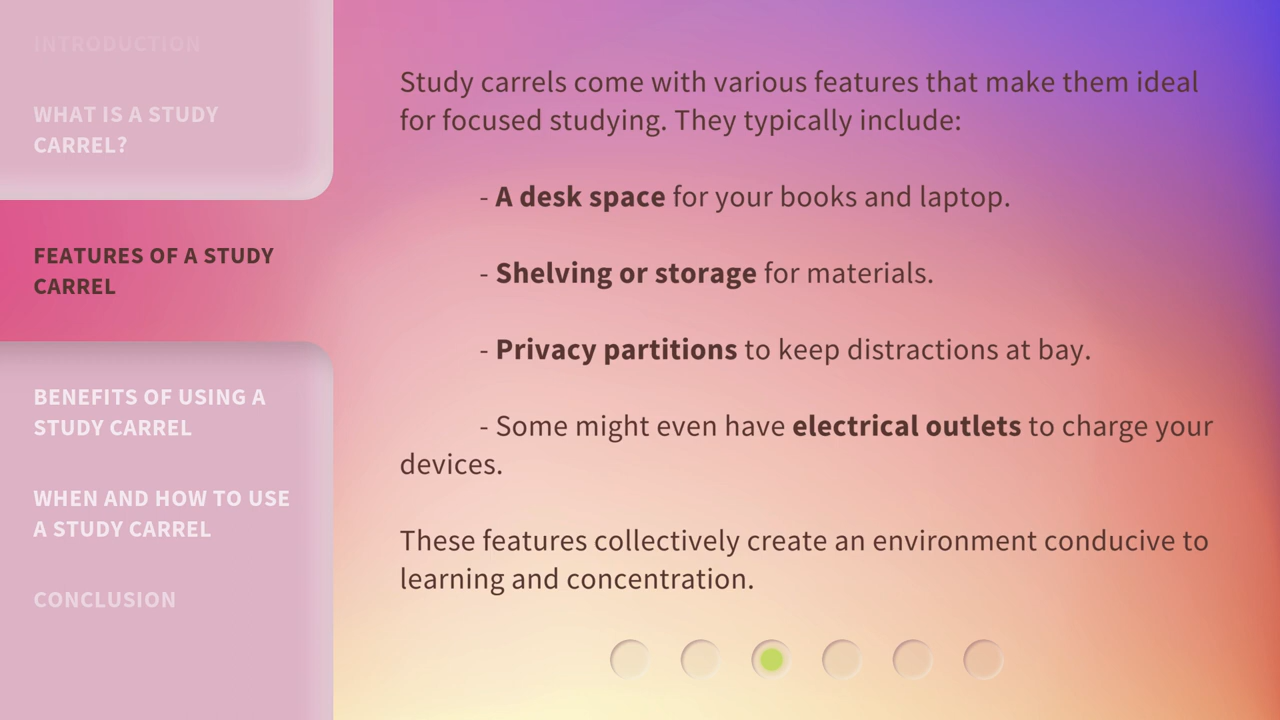 INTRODUCTION
WHAT IS A STUDY
CARREL?
FEATURES OF A STUDY
CARREL
BENEFITS OF USING A
STUDY CARREL
WHEN AND HOW TO USE
A STUDY CARREL
CONCLUSION
Study carrels come with various features that make them ideal
for focused studying. They typically include:
- A desk space for your books and laptop.
- Shelving or storage for materials.
- Privacy partitions to keep distractions at bay.
- Some might even have electrical outlets to charge your
devices.
These features collectively create an environment conducive to
learning and concentration.